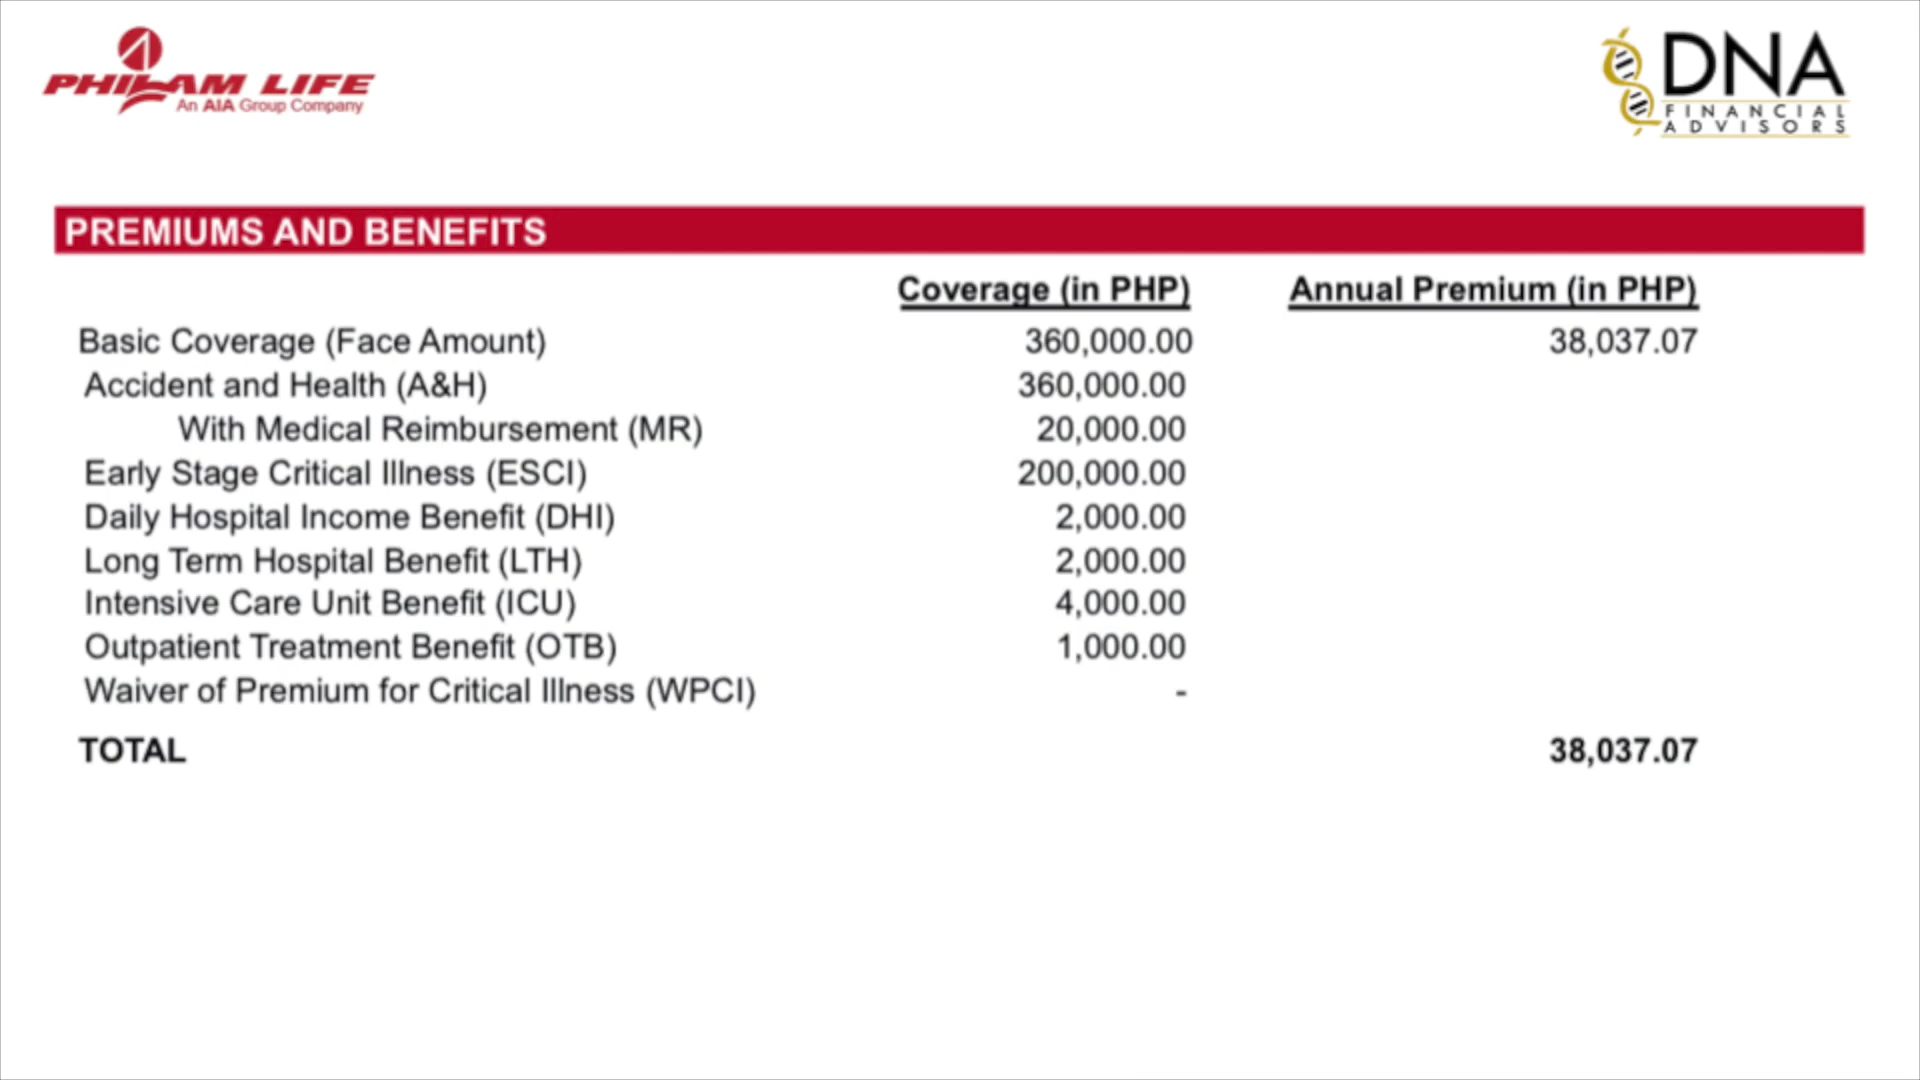 PHILAM LIFE
An AIA Group Company
DNA
FINANCIAL
ADVISORS
PREMIUMS AND BENEFITS
Coverage (in PHP) Annual Premium (in PHP)
Basic Coverage (Face Amount) 360,000.00 38,037.07
Accident and Health (A&H) 360,000.00
With Medical Reimbursement (MR) 20,000.00
Early Stage Critical Illness (ESCI) 200,000.00
Daily Hospital Income Benefit (DHI) 2,000.00
Long Term Hospital Benefit (LTH) 2,000.00
Intensive Care Unit Benefit (ICU) 4,000.00
Outpatient Treatment Benefit (OTB) 1,000.00
Waiver of Premium for Critical Illness (WPCI) -
TOTAL 38,037.07